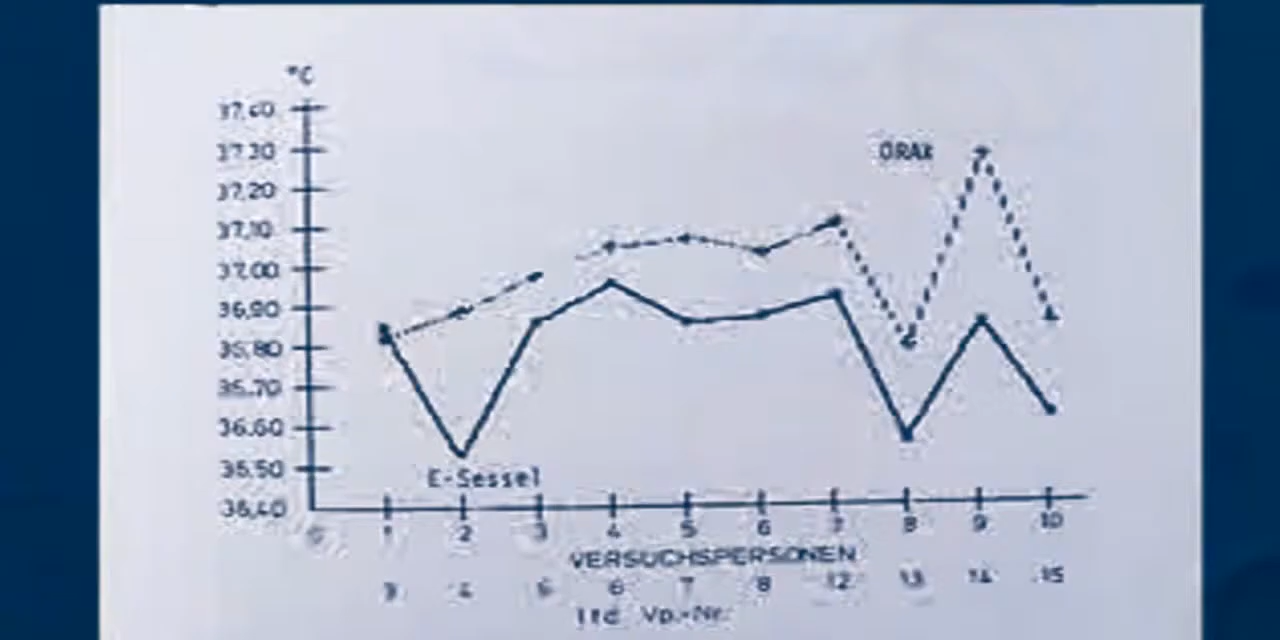 °C
37,40
37,30
ORAK
37,20
37,10
37,00
36,90
36,80
36,70
36,60
36,50
E-Sessel
36,40
0 1 2 3 4 5 6 7 8 9 10
VERSUCHSPERSONEN
3 4 5 6 7 8 12 13 14 15
lfd Vp.-Nr.